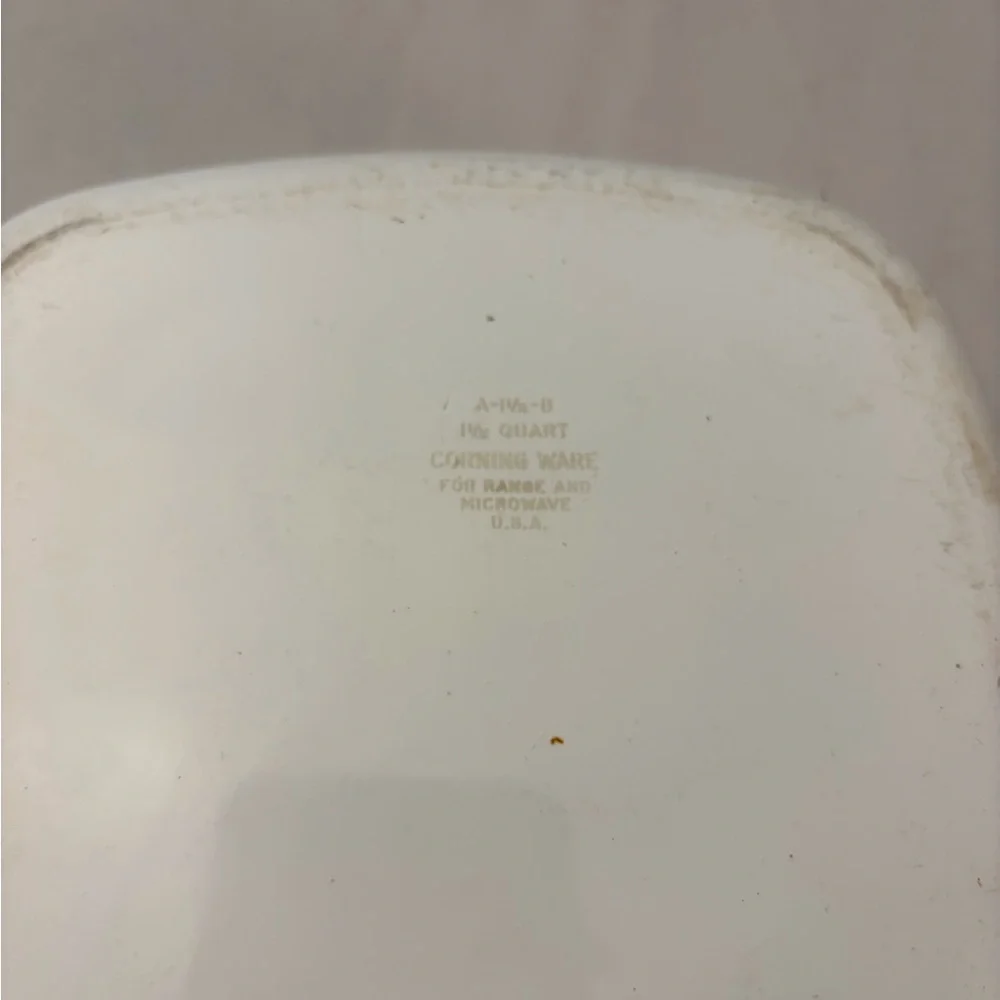 A-1½-B
1½ QUART
CORNING WARE
FOR RANGE AND
MICROWAVE
U.S.A.